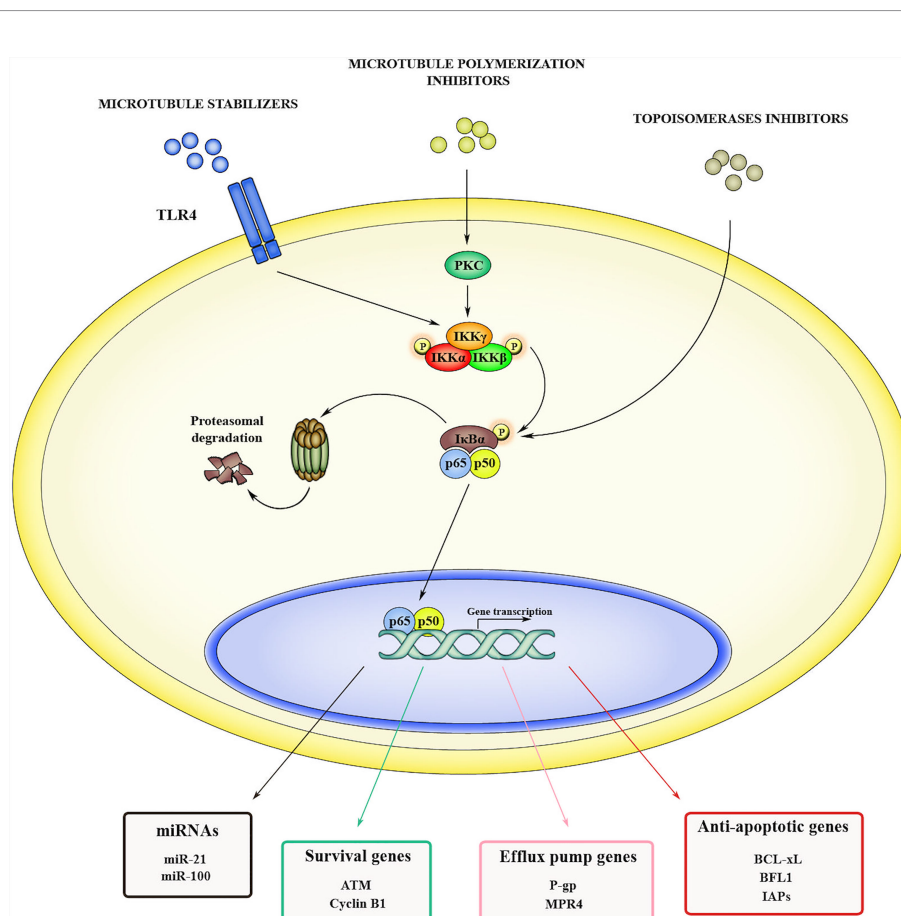 MICROTUBULE POLYMERIZATION
INHIBITORS
MICROTUBULE STABILIZERS
TOPOISOMERASES INHIBITORS
TLR4
PKC
IKKγ
P
P
IKKα
IKKβ
Proteasomal
degradation
P
IκBα
p65
p50
Gene transcription
p65
p50
miRNAs
miR-21
miR-100
Survival genes
ATM
Cyclin B1
Efflux pump genes
P-gp
MPR4
Anti-apoptotic genes
BCL-xL
BFL1
IAPs